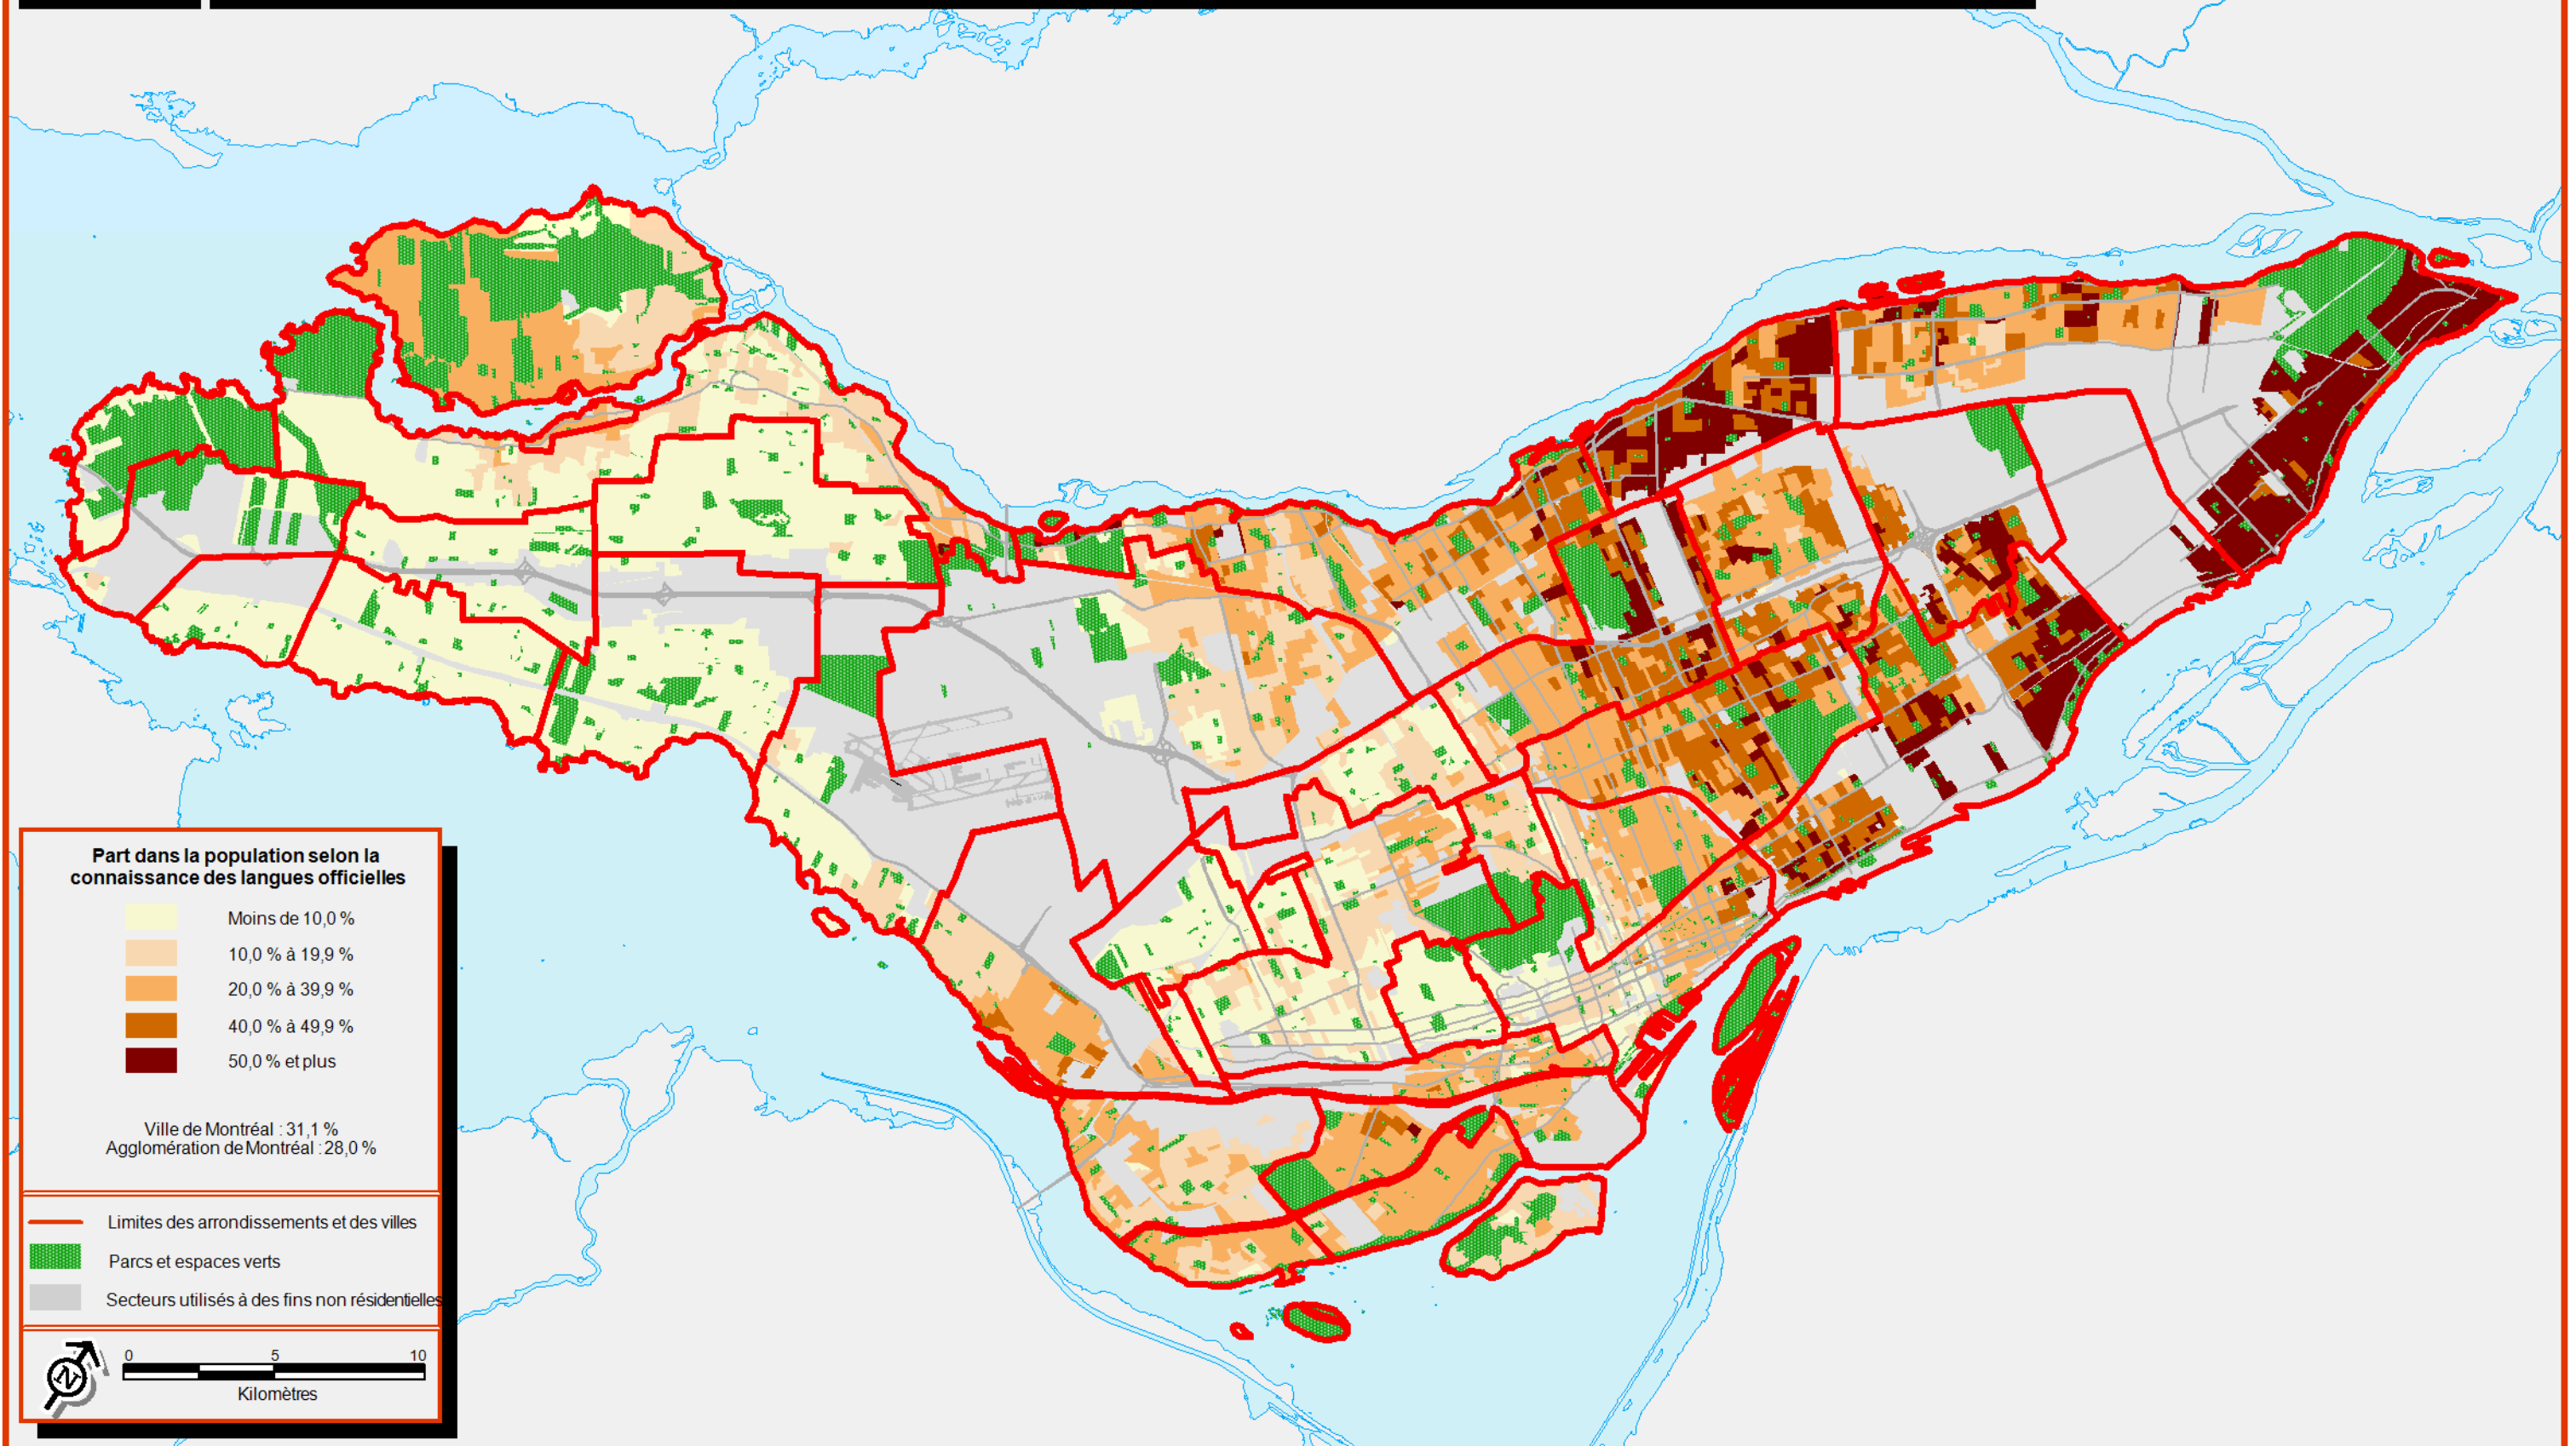 Part dans la population selon la
connaissance des langues officielles
Moins de 10,0 %
10,0 % à 19,9 %
20,0 % à 39,9 %
40,0 % à 49,9 %
50,0 % et plus
Ville de Montréal : 31,1 %
Agglomération de Montréal : 28,0 %
Limites des arrondissements et des villes
Parcs et espaces verts
Secteurs utilisés à des fins non résidentielles
N
0 5 10
Kilomètres